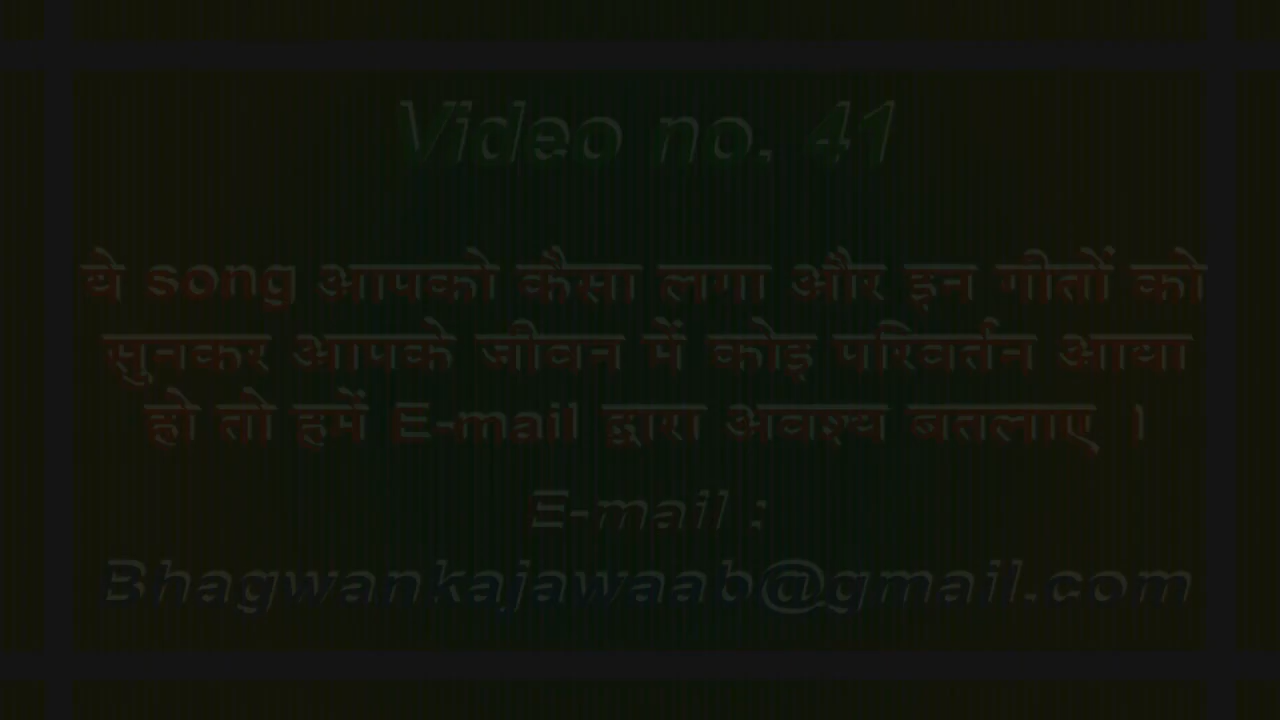 Video no. 41
ये song आपको कैसा लगा और इन गीतों को
सुनकर आपके जीवन में कोइ परिवर्तन आया
हो तो हमें E-mail द्वारा अवश्य बतलाए ।
E-mail :
Bhagwankajawaab@gmail.com